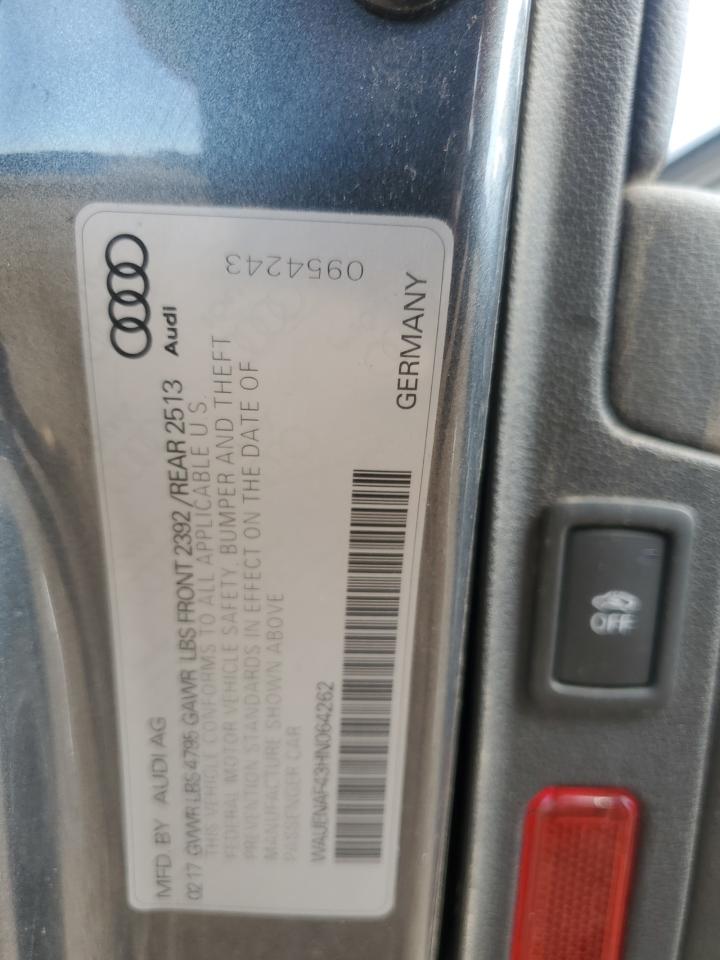 Audi
0954243
MFD. BY AUDI AG
02 17 GVWR LBS 4795 GAWR LBS FRONT 2392 /REAR 2513
THIS VEHICLE CONFORMS TO ALL APPLICABLE U S.
FEDERAL MOTOR VEHICLE SAFETY, BUMPER AND THEFT
PREVENTION STANDARDS IN EFFECT ON THE DATE OF
MANUFACTURE SHOWN ABOVE
PASSENGER CAR
WAUENAF43HN064262
GERMANY
OFF